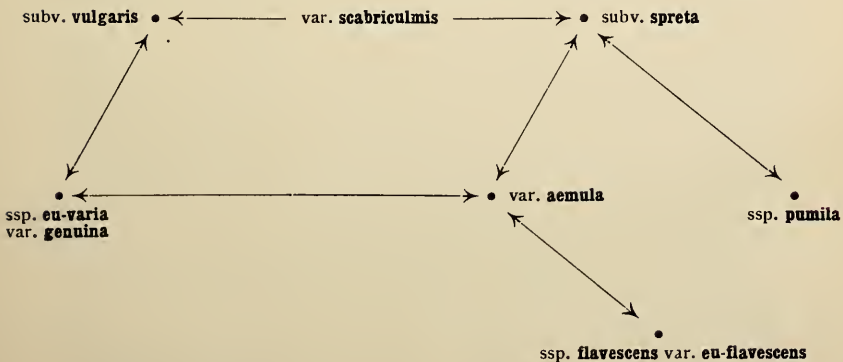 subv. vulgaris var. scabriculmis subv. spreta
ssp. eu-varia var. aemula ssp. pumila
var. genuina
ssp. flavescens var. eu-flavescens